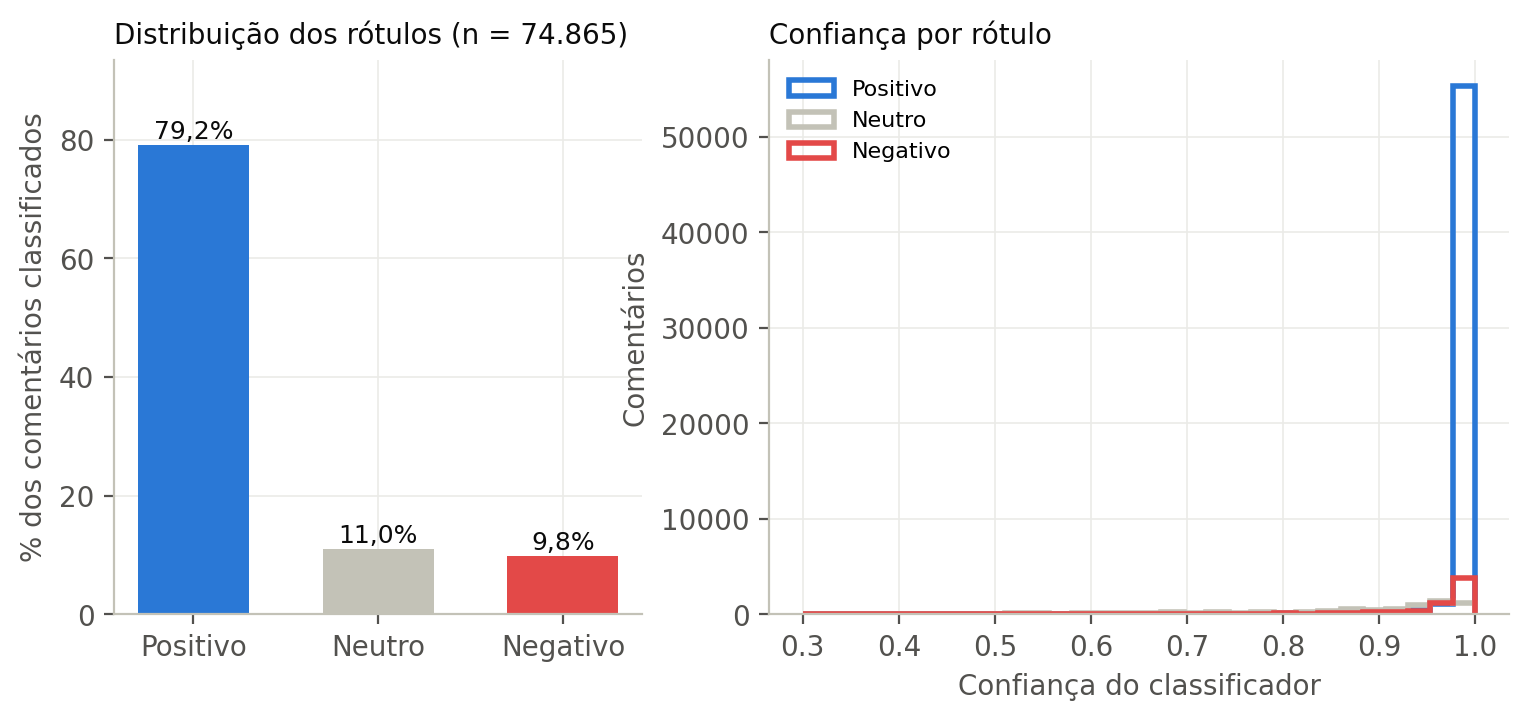 Distribuição dos rótulos (n = 74.865)
% dos comentários classificados
80
60
40
20
0
79,2%
11,0%
9,8%
Positivo
Neutro
Negativo
Confiança por rótulo
Positivo
Neutro
Negativo
Comentários
50000
40000
30000
20000
10000
0
0.3
0.4
0.5
0.6
0.7
0.8
0.9
1.0
Confiança do classificador